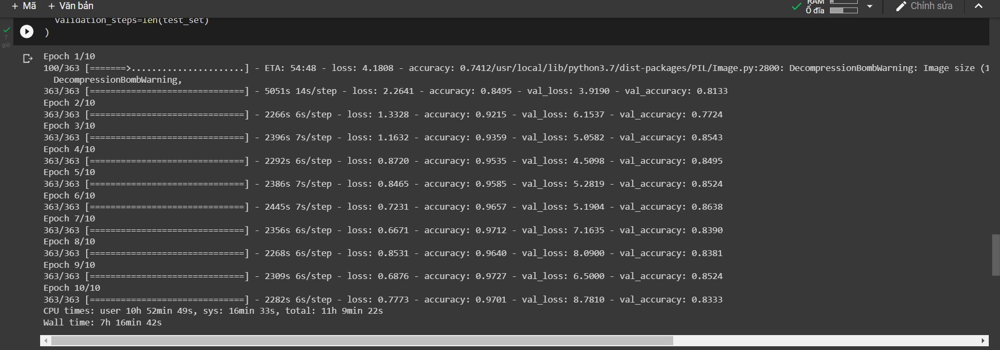 + Mã + Văn bản
RAM
Ổ đĩa
Chỉnh sửa
validation_steps=len(test_set)
)
7
giờ
Epoch 1/10
100/363 [=======>......................] - ETA: 54:48 - loss: 4.1808 - accuracy: 0.7412/usr/local/lib/python3.7/dist-packages/PIL/Image.py:2800: DecompressionBombWarning: Image size (1
DecompressionBombWarning,
363/363 [==============================] - 5051s 14s/step - loss: 2.2641 - accuracy: 0.8495 - val_loss: 3.9190 - val_accuracy: 0.8133
Epoch 2/10
363/363 [==============================] - 2266s 6s/step - loss: 1.3328 - accuracy: 0.9215 - val_loss: 6.1537 - val_accuracy: 0.7724
Epoch 3/10
363/363 [==============================] - 2396s 7s/step - loss: 1.1632 - accuracy: 0.9359 - val_loss: 5.0582 - val_accuracy: 0.8543
Epoch 4/10
363/363 [==============================] - 2292s 6s/step - loss: 0.8720 - accuracy: 0.9535 - val_loss: 4.5098 - val_accuracy: 0.8495
Epoch 5/10
363/363 [==============================] - 2386s 7s/step - loss: 0.8465 - accuracy: 0.9585 - val_loss: 5.2819 - val_accuracy: 0.8524
Epoch 6/10
363/363 [==============================] - 2445s 7s/step - loss: 0.7231 - accuracy: 0.9657 - val_loss: 5.1904 - val_accuracy: 0.8638
Epoch 7/10
363/363 [==============================] - 2356s 6s/step - loss: 0.6671 - accuracy: 0.9712 - val_loss: 7.1635 - val_accuracy: 0.8390
Epoch 8/10
363/363 [==============================] - 2268s 6s/step - loss: 0.8531 - accuracy: 0.9640 - val_loss: 8.0900 - val_accuracy: 0.8381
Epoch 9/10
363/363 [==============================] - 2309s 6s/step - loss: 0.6876 - accuracy: 0.9727 - val_loss: 6.5000 - val_accuracy: 0.8524
Epoch 10/10
363/363 [==============================] - 2282s 6s/step - loss: 0.7773 - accuracy: 0.9701 - val_loss: 8.7810 - val_accuracy: 0.8333
CPU times: user 10h 52min 49s, sys: 16min 33s, total: 11h 9min 22s
Wall time: 7h 16min 42s